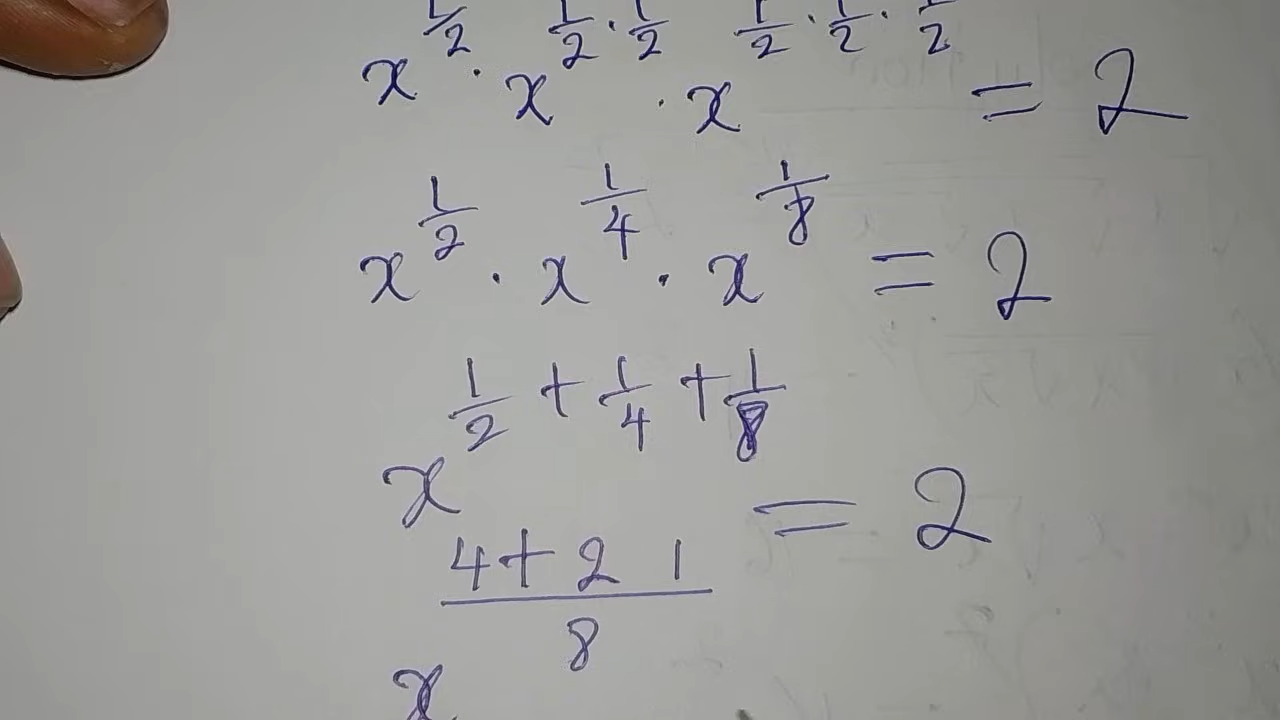 x^{1/2} · x^{1/2 · 1/2} · x^{1/2 · 1/2 · 1/2} = 2
x^{1/2} · x^{1/4} · x^{1/8} = 2
x^{1/2 + 1/4 + 1/8} = 2
x^{(4+2 1)/8}